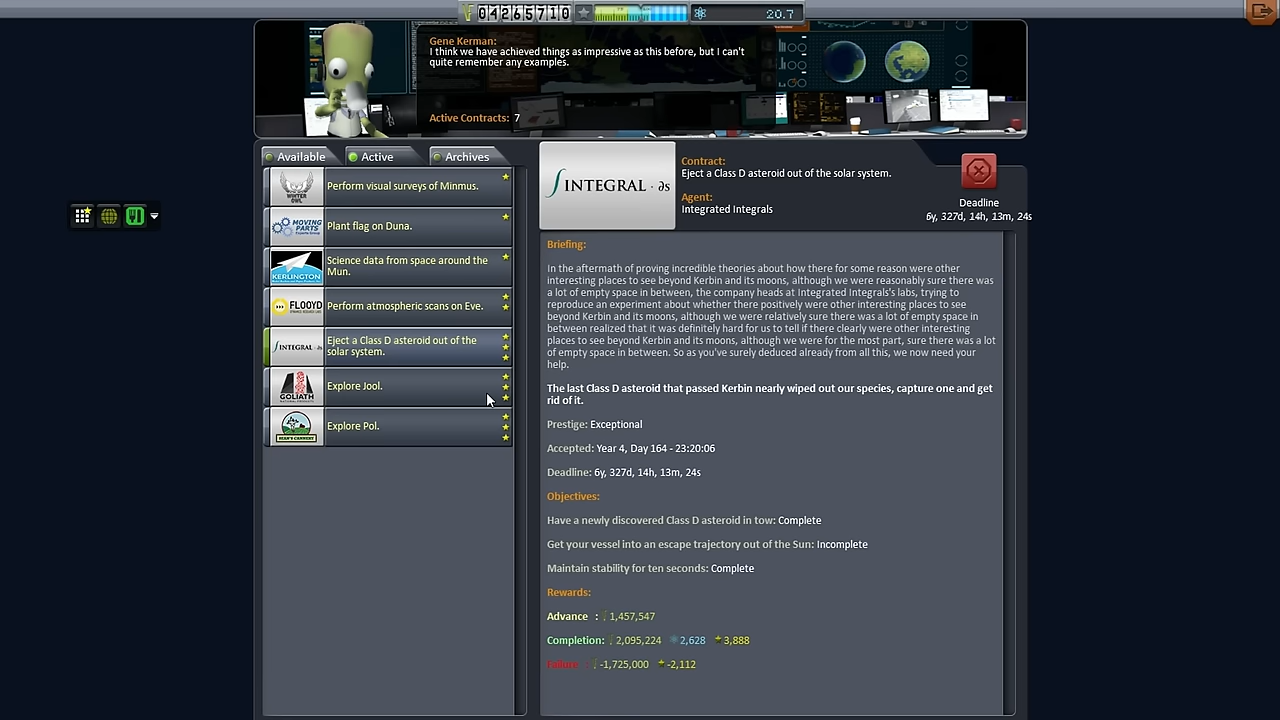 04265710
20.7
Gene Kerman:
I think we have achieved things as impressive as this before, but I can't
quite remember any examples.
Active Contracts: 7
Available
Active
Archives
Perform visual surveys of Minmus.
MOVING PARTS
Plant flag on Duna.
KERLINGTON
Science data from space around the
Mun.
FLOOYD
Perform atmospheric scans on Eve.
∫INTEGRAL · ∂s
Eject a Class D asteroid out of the
solar system.
GOLIATH
Explore Jool.
Explore Pol.
∫INTEGRAL · ∂s
Contract:
Eject a Class D asteroid out of the solar system.
Agent:
Integrated Integrals
Deadline
6y, 327d, 14h, 13m, 24s
Briefing:
In the aftermath of proving incredible theories about how there for some reason were other
interesting places to see beyond Kerbin and its moons, although we were reasonably sure there was
a lot of empty space in between, the company heads at Integrated Integrals's labs, trying to
reproduce an experiment about whether there positively were other interesting places to see
beyond Kerbin and its moons, although we were relatively sure there was a lot of empty space in
between realized that it was definitely hard for us to tell if there clearly were other interesting
places to see beyond Kerbin and its moons, although we were for the most part, sure there was a lot
of empty space in between. So as you've surely deduced already from all this, we now need your
help.
The last Class D asteroid that passed Kerbin nearly wiped out our species, capture one and get
rid of it.
Prestige: Exceptional
Accepted: Year 4, Day 164 - 23:20:06
Deadline: 6y, 327d, 14h, 13m, 24s
Objectives:
Have a newly discovered Class D asteroid in tow: Complete
Get your vessel into an escape trajectory out of the Sun: Incomplete
Maintain stability for ten seconds: Complete
Rewards:
Advance : 1,457,547
Completion: 2,095,224 2,628 3,888
Failure: -1,725,000 -2,112